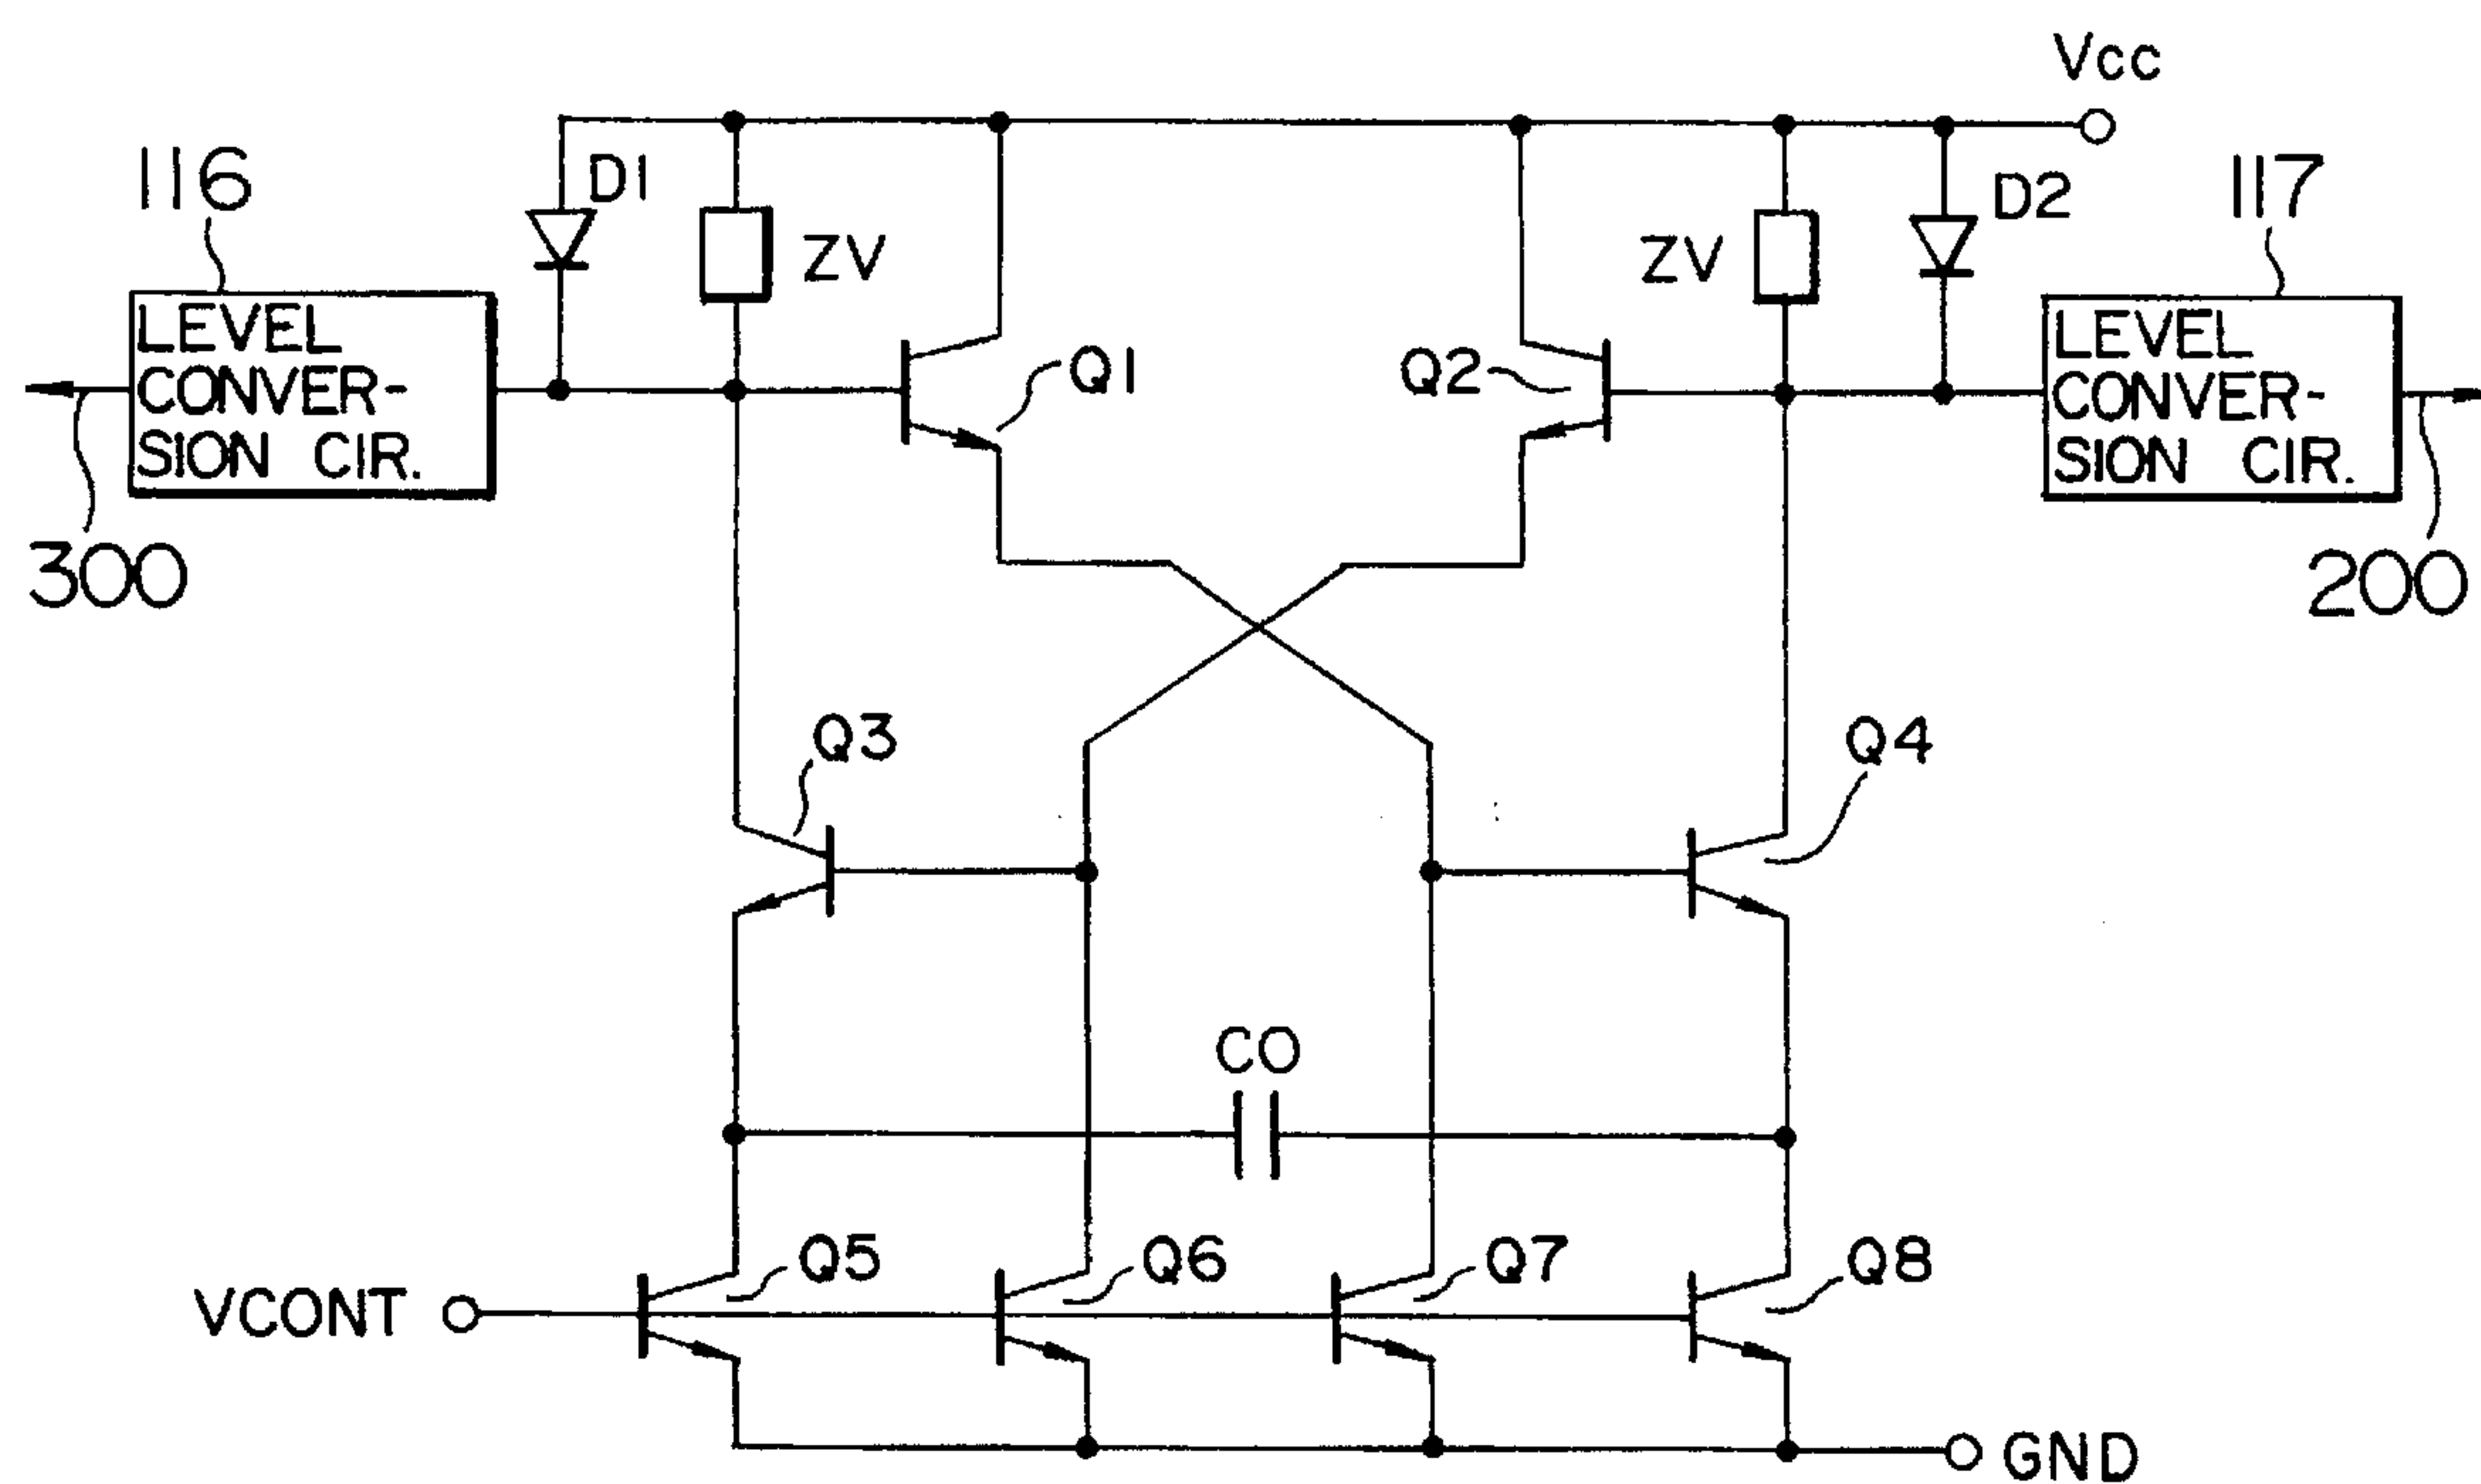 Vcc
116
D1
ZV
ZV
D2
117
LEVEL
CONVER-
SION CIR.
Q1
Q2
LEVEL
CONVER-
SION CIR.
300
200
Q3
Q4
CO
Q5
Q6
Q7
Q8
VCONT
GND